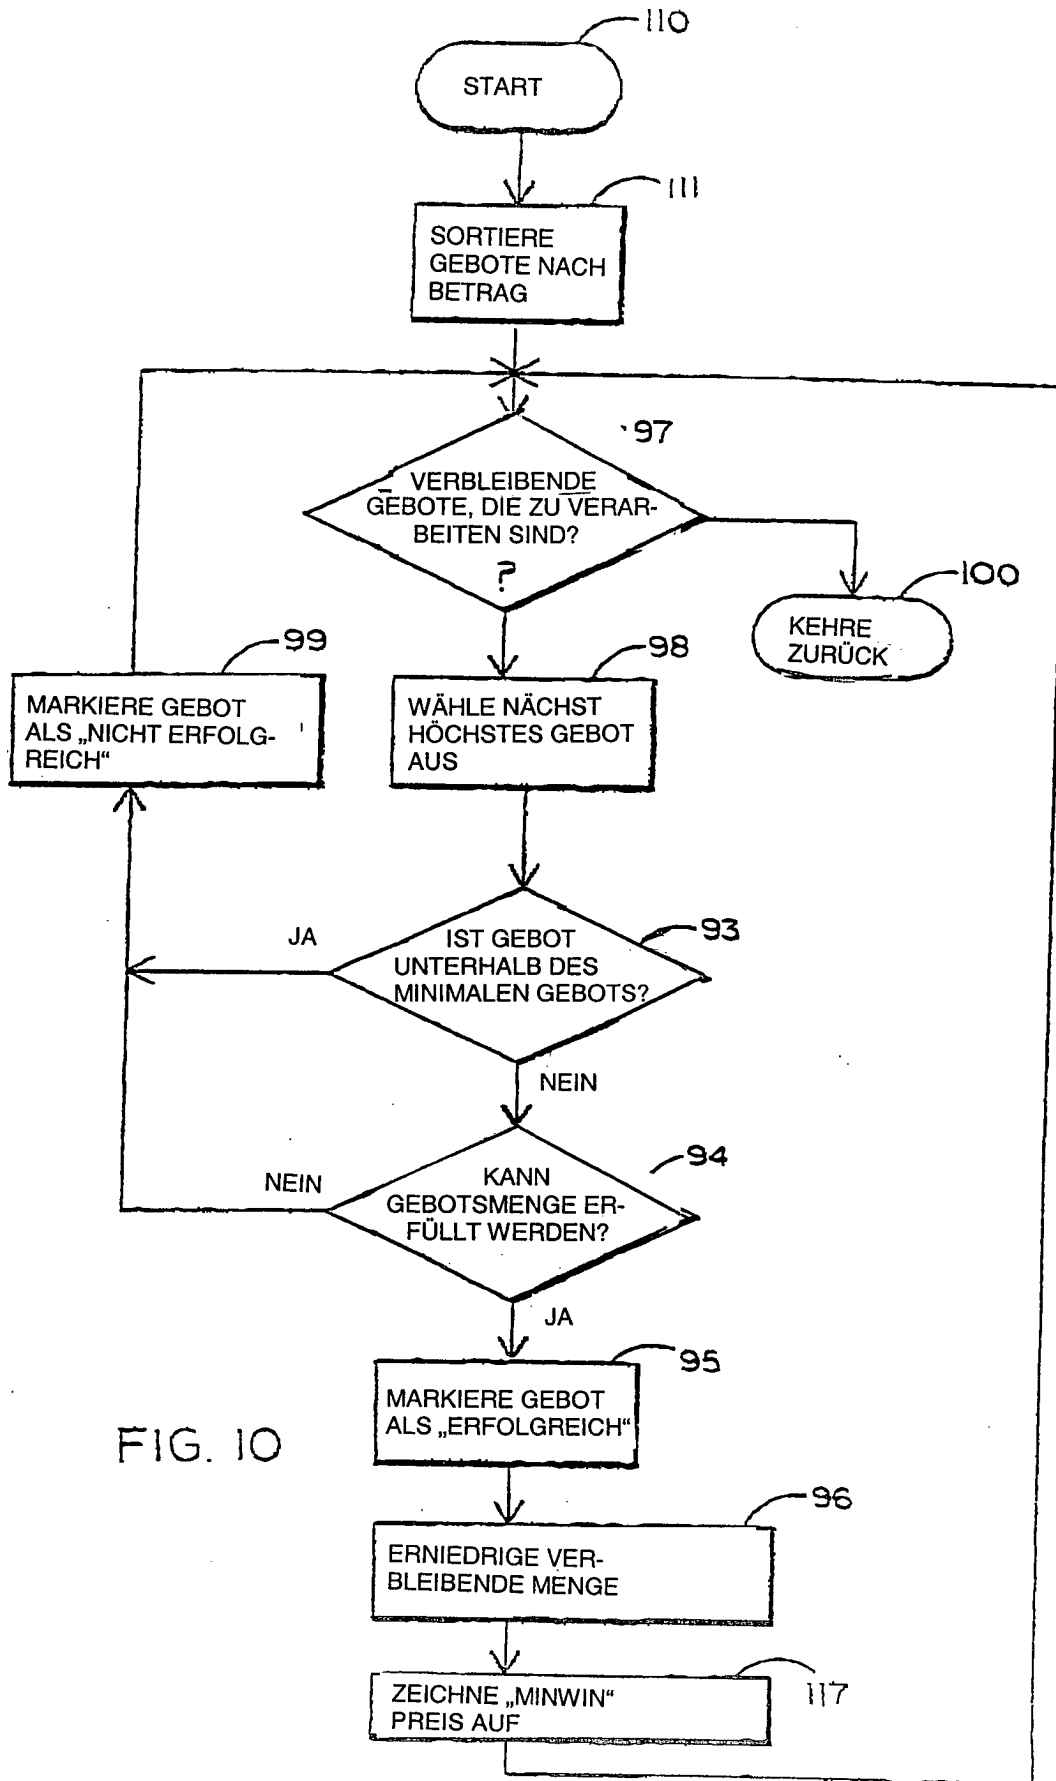 110
START
111
SORTIERE
GEBOTE NACH
BETRAG
97
VERBLEIBENDE
GEBOTE, DIE ZU VERAR-
BEITEN SIND?
?
100
KEHRE
ZURÜCK
99
MARKIERE GEBOT
ALS „NICHT ERFOLG-
REICH“
98
WÄHLE NÄCHST
HÖCHSTES GEBOT
AUS
93
JA
IST GEBOT
UNTERHALB DES
MINIMALEN GEBOTS?
NEIN
94
NEIN
KANN
GEBOTSMENGE ER-
FÜLLT WERDEN?
JA
95
MARKIERE GEBOT
ALS „ERFOLGREICH“
FIG. 10
96
ERNIEDRIGE VER-
BLEIBENDE MENGE
117
ZEICHNE „MINWIN“
PREIS AUF